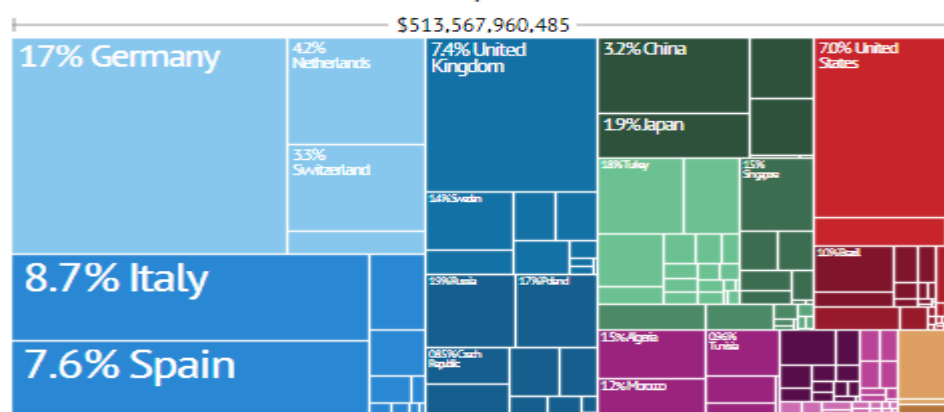 $513,567,960,485
17% Germany
4.2%
Netherlands
3.3%
Switzerland
8.7% Italy
7.6% Spain
7.4% United
Kingdom
1.4% Sweden
1.9% Russia
1.7% Poland
0.85% Czech
Republic
3.2% China
1.9% Japan
1.8% Turkey
1.5%
Singapore
1.5% Algeria
0.96%
Tunisia
1.2% Morocco
7.0% United
States
1.0% Brazil